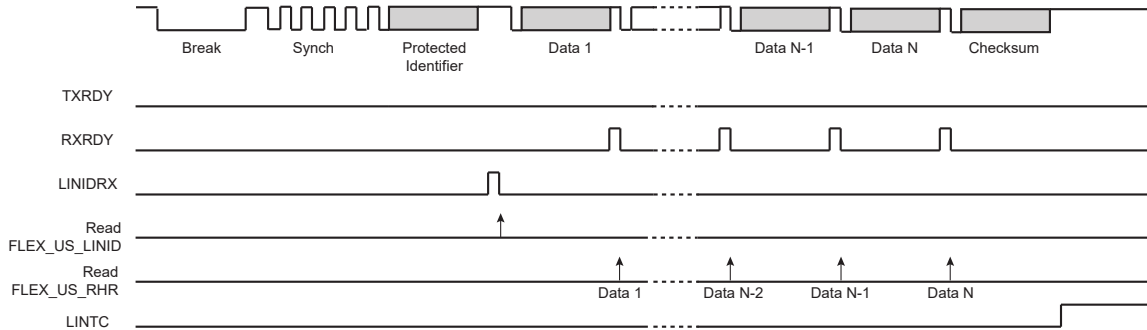 Break Synch Protected Data 1 Data N-1 Data N Checksum
Identifier
TXRDY
RXRDY
LINIDRX
Read
FLEX_US_LINID
Read
FLEX_US_RHR
Data 1 Data N-2 Data N-1 Data N
LINTC